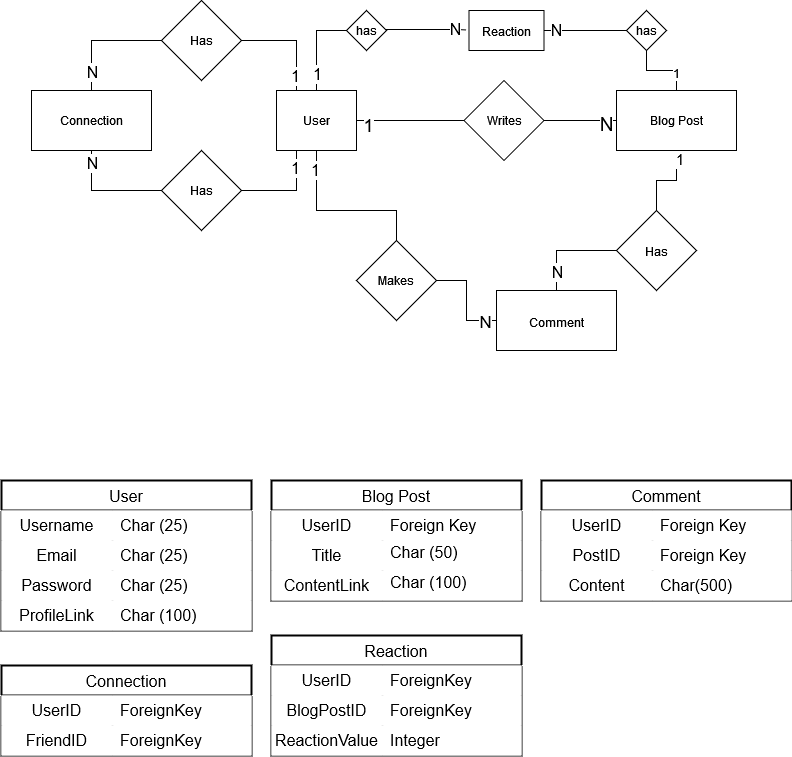 Has
has
N
Reaction
N
has
N
1
1
1
Connection
User
1
Writes
N
Blog Post
N
1
1
1
Has
Has
N
Makes
N
Comment
User
Username Char (25)
Email Char (25)
Password Char (25)
ProfileLink Char (100)
Blog Post
UserID Foreign Key
Title Char (50)
ContentLink Char (100)
Comment
UserID Foreign Key
PostID Foreign Key
Content Char(500)
Connection
UserID ForeignKey
FriendID ForeignKey
Reaction
UserID ForeignKey
BlogPostID ForeignKey
ReactionValue Integer